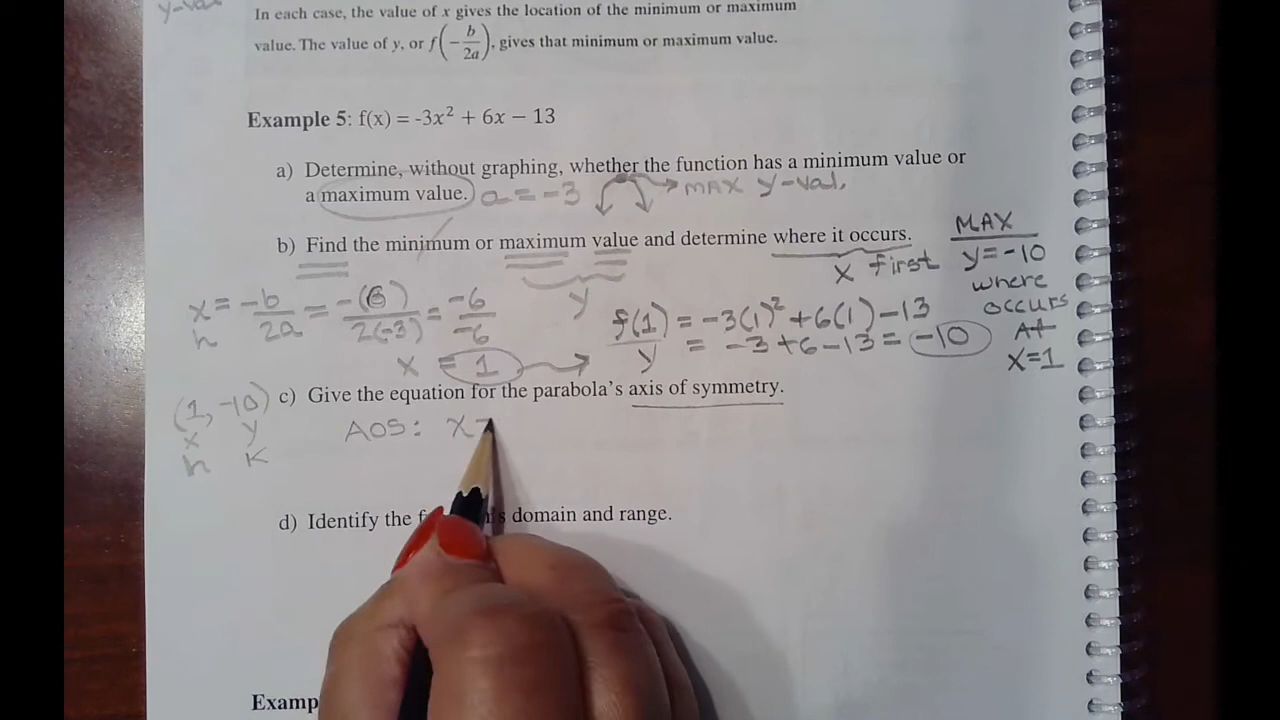 y-val
In each case, the value of x gives the location of the minimum or maximum
value. The value of y, or f(-b/2a), gives that minimum or maximum value.
Example 5: f(x) = -3x² + 6x – 13
a) Determine, without graphing, whether the function has a minimum value or
a maximum value. a = -3 → MAX y-val.
b) Find the minimum or maximum value and determine where it occurs.
MAX
x first y = -10
where
occurs
At
x=1
x = -b/2a = -(6)/2(-3) = -6/-6
h
y
f(1) = -3(1)² + 6(1) - 13
y = -3 + 6 - 13 = -10
x = 1 →
c) Give the equation for the parabola's axis of symmetry.
(1, -10)
x y
h K
AOS: x =
d) Identify the domain and range.
Examp